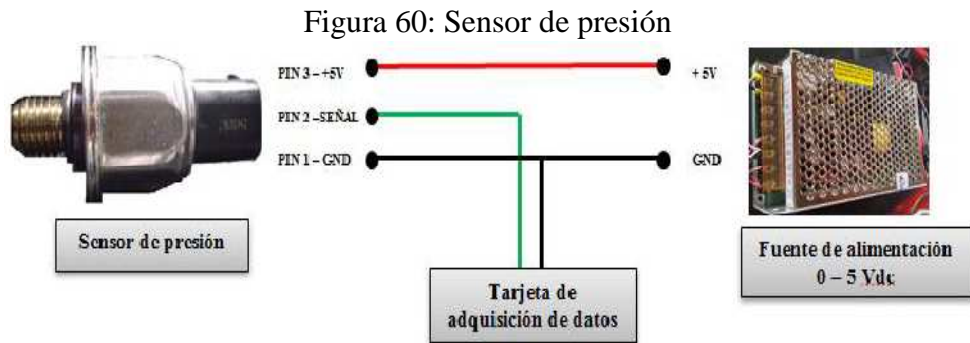 Figura 60: Sensor de presión
PIN 3 – +5V
+ 5V
PIN 2 –SEÑAL
PIN 1 – GND
GND
Sensor de presión
Fuente de alimentación
0 – 5 Vdc
Tarjeta de
adquisición de datos